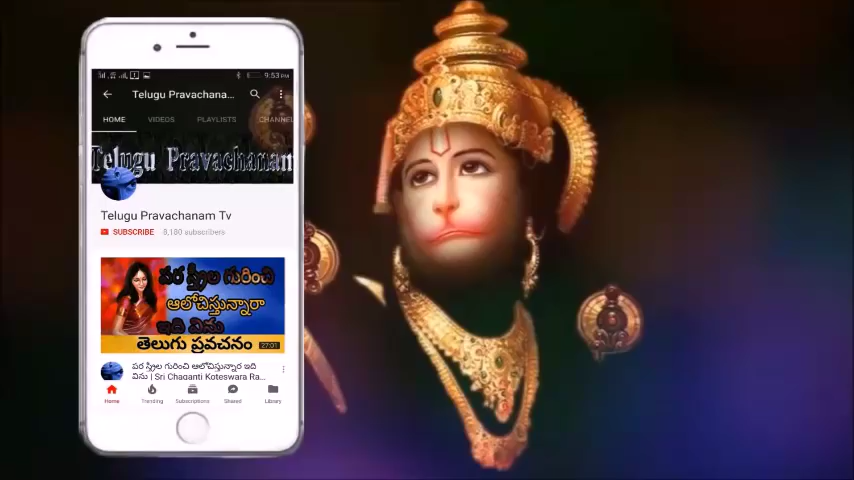 9:53 PM
Telugu Pravachana...
HOME VIDEOS PLAYLISTS CHANNEL
Telugu Pravachanam
Telugu Pravachanam Tv
SUBSCRIBE 8,180 subscribers
పర స్త్రీల గురించి
ఆలోచిస్తున్నారా
ఇది విను
తెలుగు ప్రవచనం 27:01
పర స్త్రీల గురించి ఆలోచిస్తున్నార ఇది
విను | Sri Chaganti Koteswara Ra...
Home Trending Subscriptions Shared Library